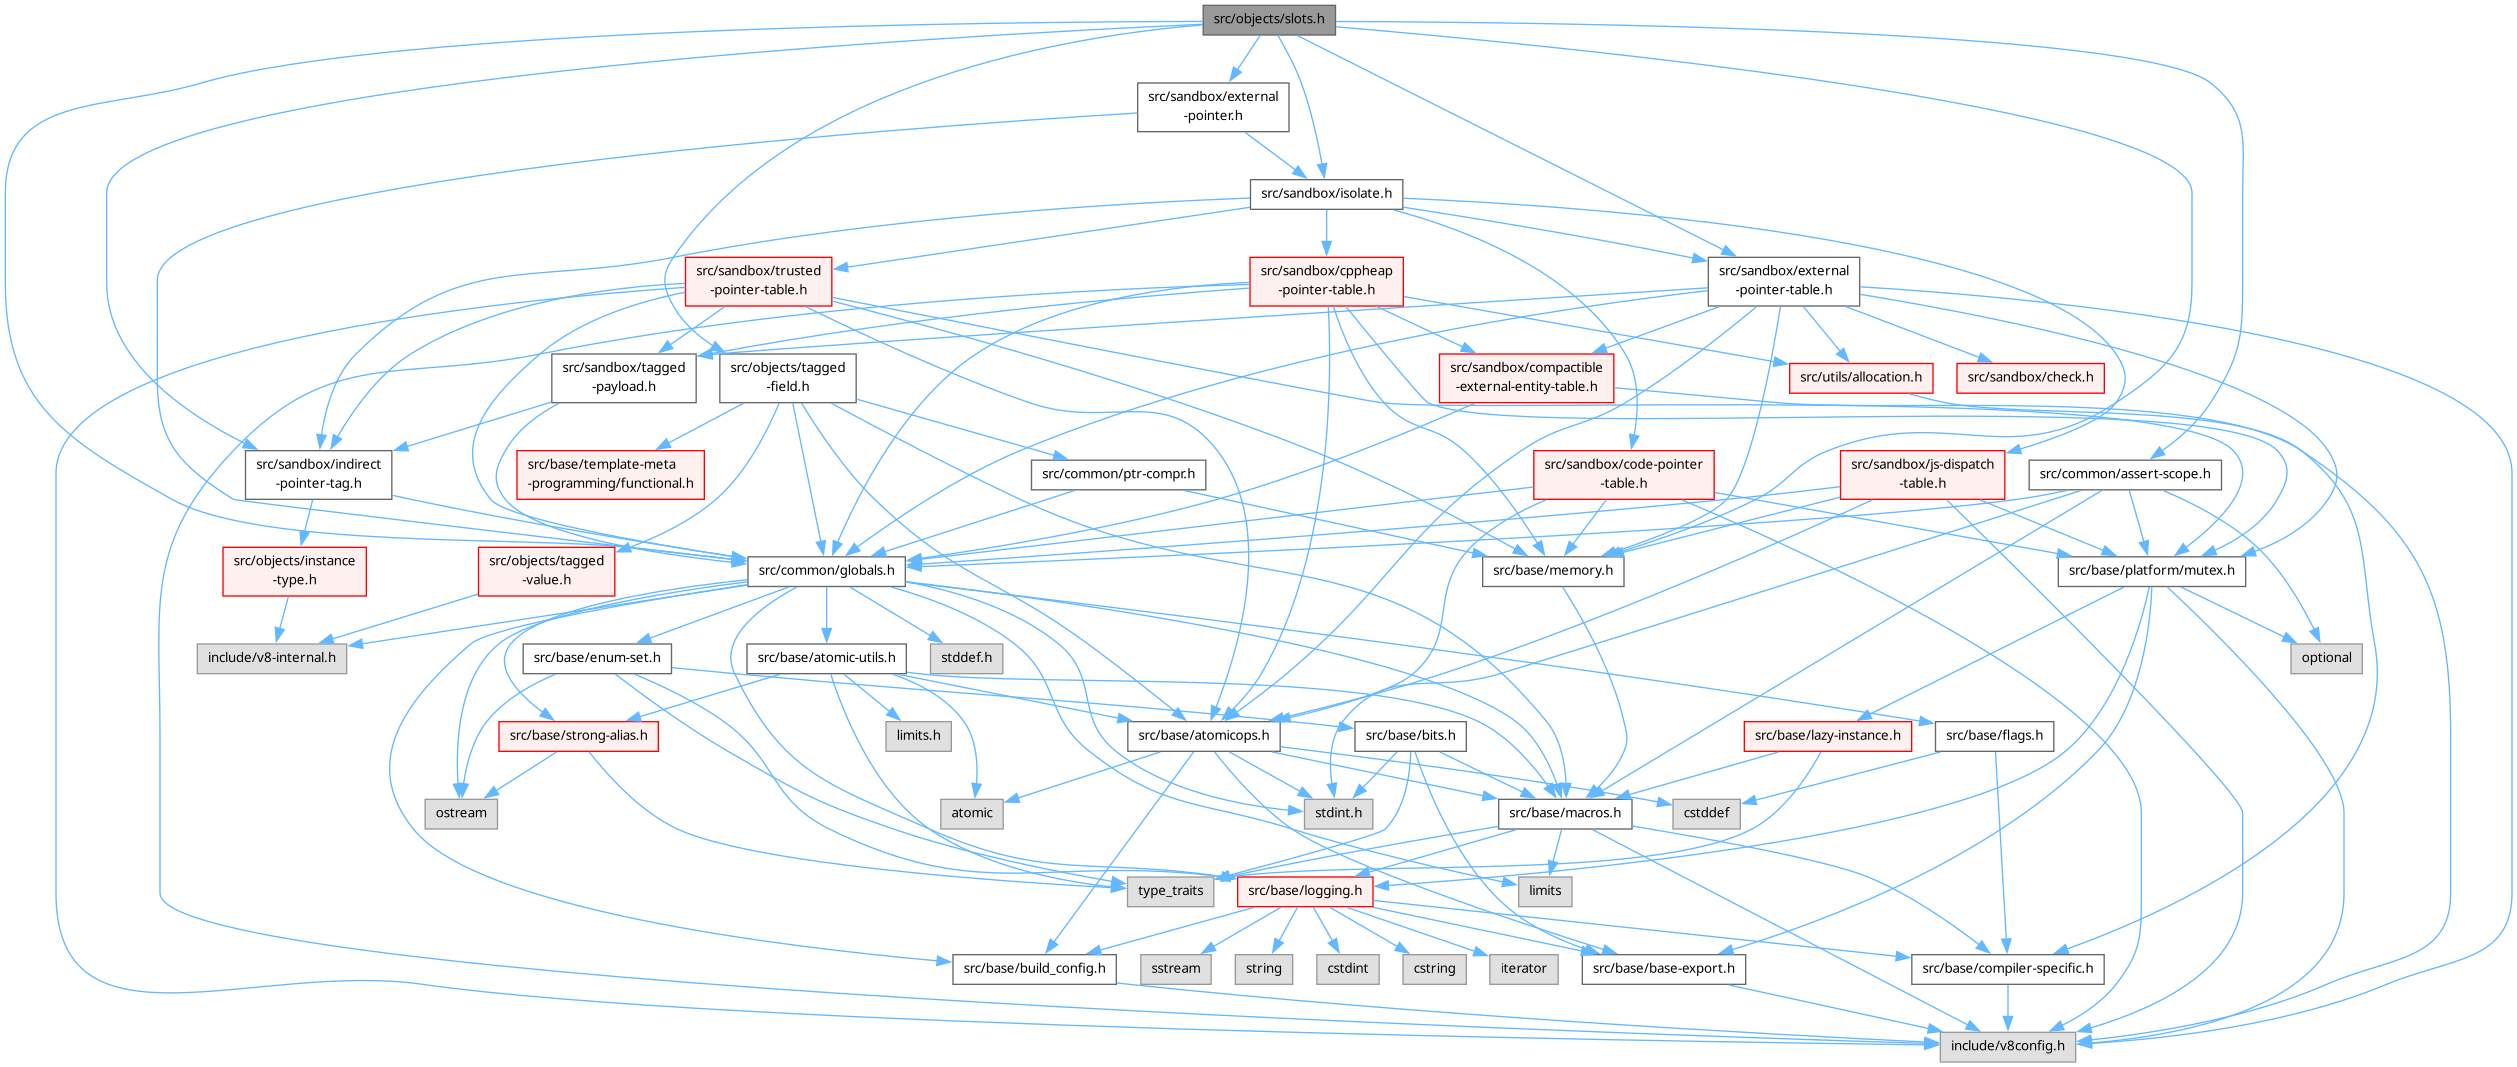 src/objects/slots.h
src/sandbox/external
-pointer.h
src/sandbox/isolate.h
src/sandbox/trusted
-pointer-table.h
src/sandbox/cppheap
-pointer-table.h
src/sandbox/external
-pointer-table.h
src/sandbox/tagged
-payload.h
src/objects/tagged
-field.h
src/sandbox/compactible
-external-entity-table.h
src/utils/allocation.h
src/sandbox/check.h
src/sandbox/indirect
-pointer-tag.h
src/base/template-meta
-programming/functional.h
src/common/ptr-compr.h
src/sandbox/code-pointer
-table.h
src/sandbox/js-dispatch
-table.h
src/common/assert-scope.h
src/objects/instance
-type.h
src/objects/tagged
-value.h
src/common/globals.h
src/base/memory.h
src/base/platform/mutex.h
include/v8-internal.h
src/base/enum-set.h
src/base/atomic-utils.h
stddef.h
optional
src/base/strong-alias.h
limits.h
src/base/atomicops.h
src/base/bits.h
src/base/lazy-instance.h
src/base/flags.h
ostream
atomic
stdint.h
src/base/macros.h
cstddef
type_traits
src/base/logging.h
limits
src/base/build_config.h
sstream
string
cstdint
cstring
iterator
src/base/base-export.h
src/base/compiler-specific.h
include/v8config.h